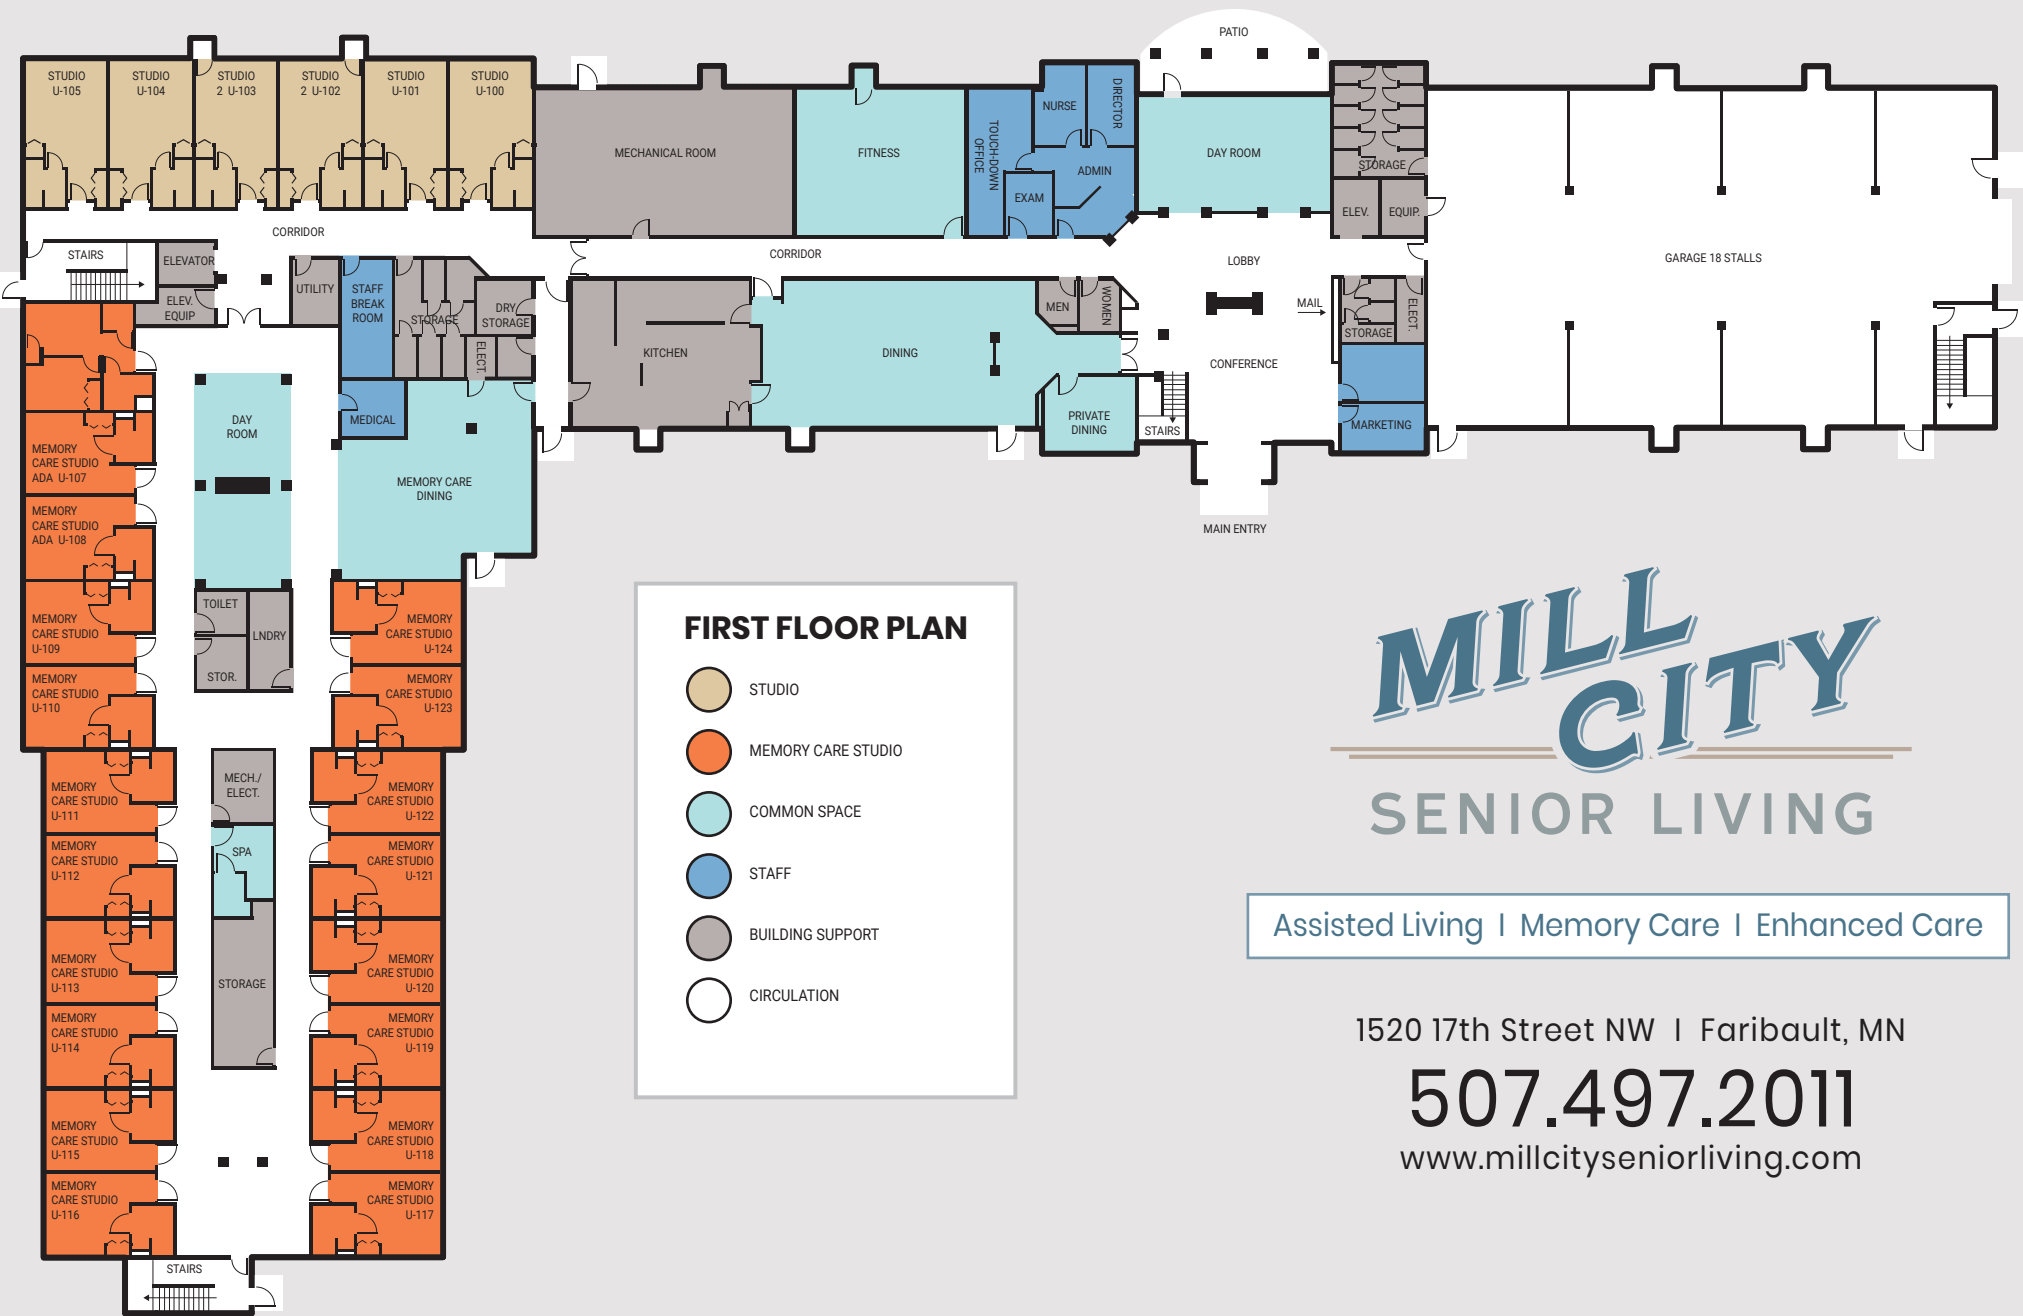 PATIO
STUDIO
U-105
STUDIO
U-104
STUDIO
2 U-103
STUDIO
2 U-102
STUDIO
U-101
STUDIO
U-100
MECHANICAL ROOM
FITNESS
TOUCH-DOWN
OFFICE
NURSE
DIRECTOR
ADMIN
EXAM
DAY ROOM
STORAGE
ELEV.
EQUIP.
CORRIDOR
CORRIDOR
LOBBY
GARAGE 18 STALLS
STAIRS
ELEVATOR
ELEV.
EQUIP
UTILITY
STAFF
BREAK
ROOM
STORAGE
DRY
STORAGE
ELECT.
KITCHEN
DINING
MEN
WOMEN
MAIL
STORAGE
ELECT.
CONFERENCE
PRIVATE
DINING
STAIRS
MARKETING
MEDICAL
DAY
ROOM
MEMORY CARE
DINING
MAIN ENTRY
MEMORY
CARE STUDIO
ADA U-107
MEMORY
CARE STUDIO
ADA U-108
MEMORY
CARE STUDIO
U-109
MEMORY
CARE STUDIO
U-110
TOILET
LNDRY
STOR.
MEMORY
CARE STUDIO
U-124
MEMORY
CARE STUDIO
U-123
MECH./
ELECT.
SPA
STORAGE
MEMORY
CARE STUDIO
U-111
MEMORY
CARE STUDIO
U-112
MEMORY
CARE STUDIO
U-113
MEMORY
CARE STUDIO
U-114
MEMORY
CARE STUDIO
U-115
MEMORY
CARE STUDIO
U-116
MEMORY
CARE STUDIO
U-122
MEMORY
CARE STUDIO
U-121
MEMORY
CARE STUDIO
U-120
MEMORY
CARE STUDIO
U-119
MEMORY
CARE STUDIO
U-118
MEMORY
CARE STUDIO
U-117
STAIRS
FIRST FLOOR PLAN
STUDIO
MEMORY CARE STUDIO
COMMON SPACE
STAFF
BUILDING SUPPORT
CIRCULATION
MILL
CITY
SENIOR LIVING
Assisted Living I Memory Care I Enhanced Care
1520 17th Street NW I Faribault, MN
507.497.2011
www.millcityseniorliving.com